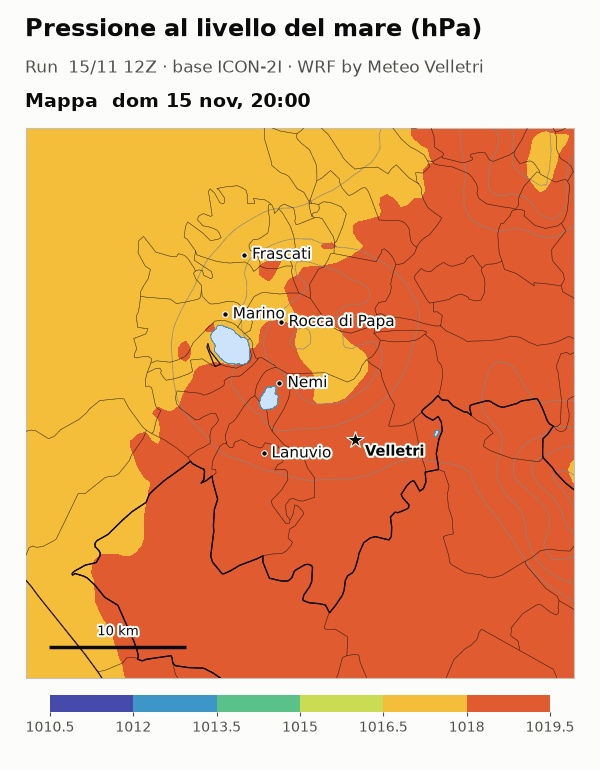 Pressione al livello del mare (hPa)
Run  15/11 12Z · base ICON-2I · WRF by Meteo Velletri
Mappa  dom 15 nov, 20:00
Frascati
Marino
Rocca di Papa
Nemi
Velletri
Lanuvio
10 km
1010.5 1012 1013.5 1015 1016.5 1018 1019.5